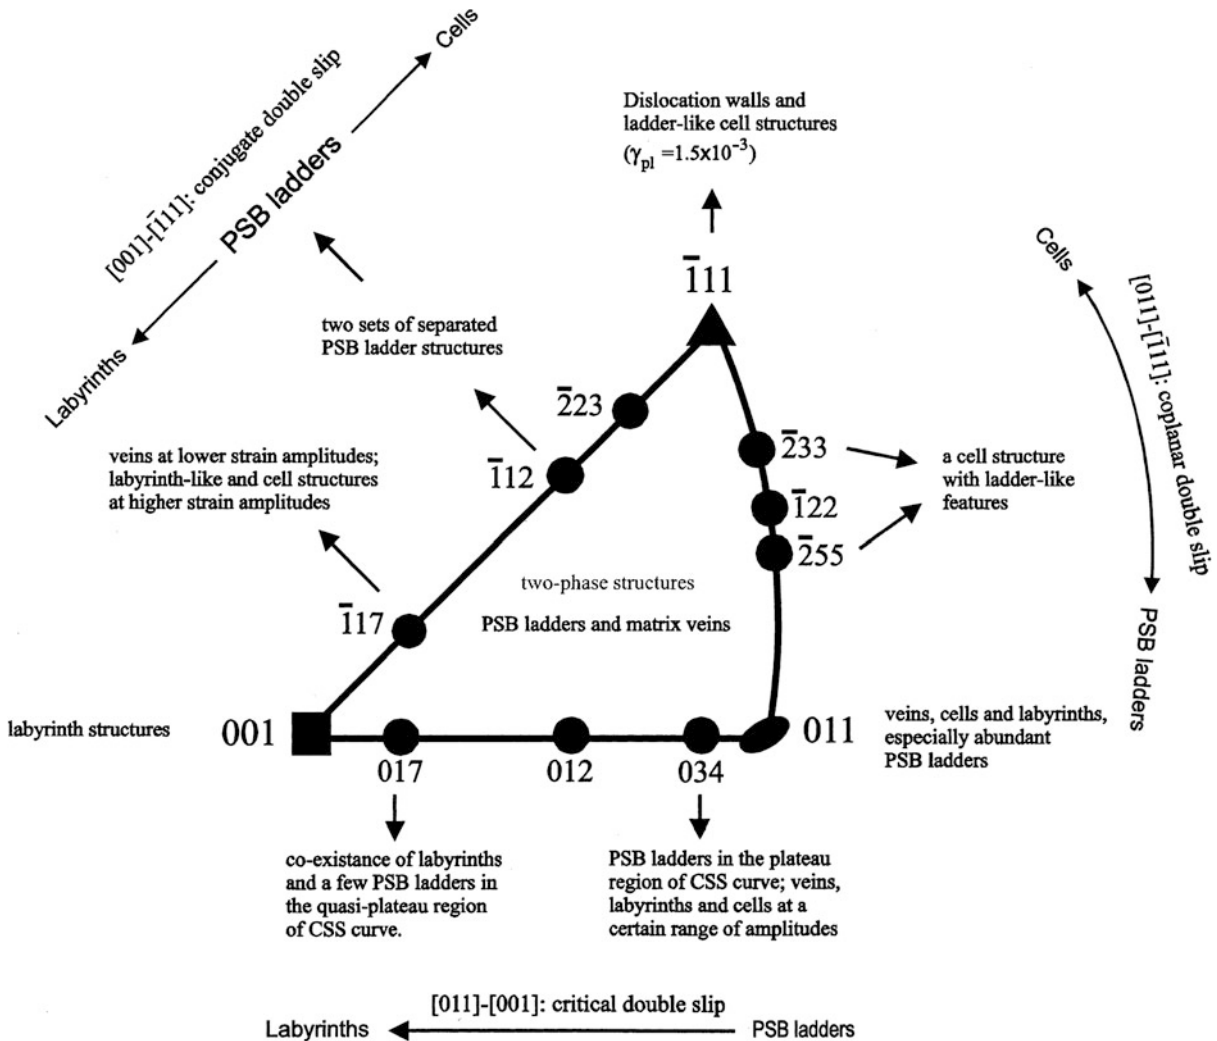 Cells
[001]-[1̄11]: conjugate double slip
PSB ladders
Labyrinths
Dislocation walls and
ladder-like cell structures
(γpl =1.5x10⁻³)
1̄11
Cells
[011]-[1̄11]: coplanar double slip
PSB ladders
two sets of separated
PSB ladder structures
2̄23
1̄12
2̄33
1̄22
2̄55
a cell structure
with ladder-like
features
veins at lower strain amplitudes;
labyrinth-like and cell structures
at higher strain amplitudes
two-phase structures
PSB ladders and matrix veins
1̄17
labyrinth structures
001
011
veins, cells and labyrinths,
especially abundant
PSB ladders
017
012
034
co-existance of labyrinths
and a few PSB ladders in
the quasi-plateau region
of CSS curve.
PSB ladders in the plateau
region of CSS curve; veins,
labyrinths and cells at a
certain range of amplitudes
[011]-[001]: critical double slip
Labyrinths
PSB ladders